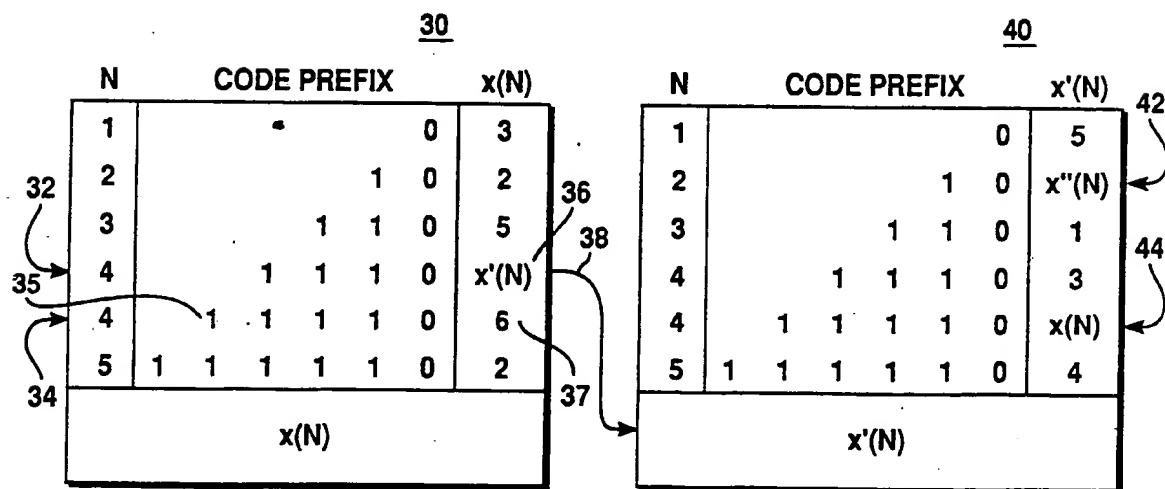 30
N CODE PREFIX x(N)
1 0 3
2 1 0 2
3 1 1 0 5
4 1 1 1 0 x'(N)
4 1 1 1 1 0 6
5 1 1 1 1 1 0 2
x(N)
32
35
34
36
38
37
40
N CODE PREFIX x'(N)
1 0 5
2 1 0 x"(N)
3 1 1 0 1
4 1 1 1 0 3
4 1 1 1 1 0 x(N)
5 1 1 1 1 1 0 4
x'(N)
42
44